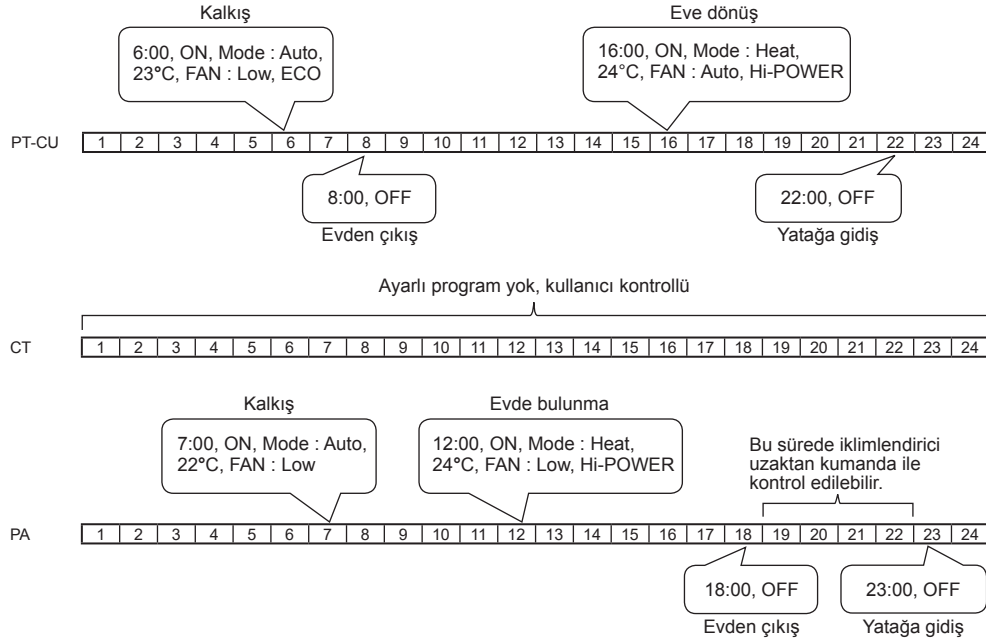 Kalkış
6:00, ON, Mode : Auto,
23°C, FAN : Low, ECO
Eve dönüş
16:00, ON, Mode : Heat,
24°C, FAN : Auto, Hi-POWER
PT-CU 1 2 3 4 5 6 7 8 9 10 11 12 13 14 15 16 17 18 19 20 21 22 23 24
8:00, OFF
Evden çıkış
22:00, OFF
Yatağa gidiş
Ayarlı program yok, kullanıcı kontrollü
CT 1 2 3 4 5 6 7 8 9 10 11 12 13 14 15 16 17 18 19 20 21 22 23 24
Kalkış
7:00, ON, Mode : Auto,
22°C, FAN : Low
Evde bulunma
12:00, ON, Mode : Heat,
24°C, FAN : Low, Hi-POWER
Bu sürede iklimlendirici
uzaktan kumanda ile
kontrol edilebilir.
PA 1 2 3 4 5 6 7 8 9 10 11 12 13 14 15 16 17 18 19 20 21 22 23 24
18:00, OFF
Evden çıkış
23:00, OFF
Yatağa gidiş